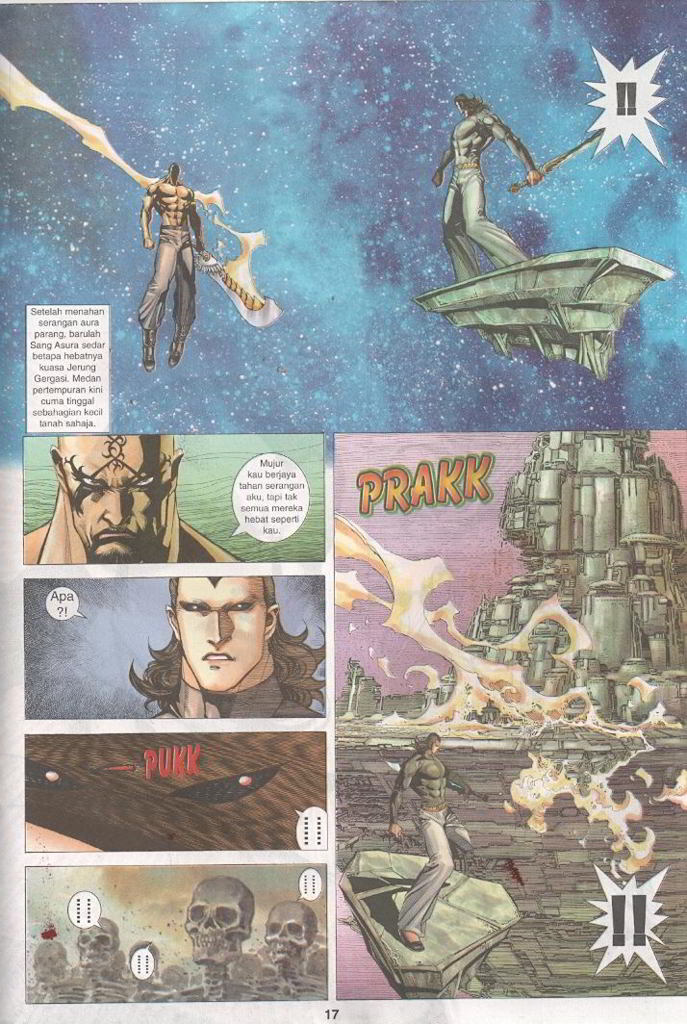 !!
Setelah menahan
serangan aura
parang, barulah
Sang Asura sedar
betapa hebatnya
kuasa Jerung
Gergasi. Medan
pertempuran kini
cuma tinggal
sebahagian kecil
tanah sahaja.
Mujur
kau berjaya
tahan serangan
aku, tapi tak
semua mereka
hebat seperti
kau.
Apa
?!
PUKK
!!!!
!!!!
!!!!
!!!!
PRAKK
!!
17